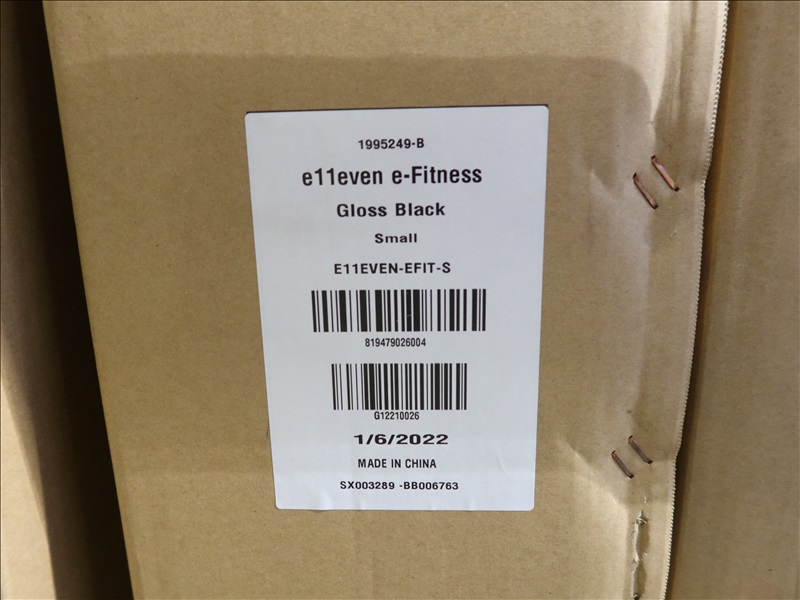 1995249-B
e11even e-Fitness
Gloss Black
Small
E11EVEN-EFIT-S
819479026004
G12210026
1/6/2022
MADE IN CHINA
SX003289 -BB006763